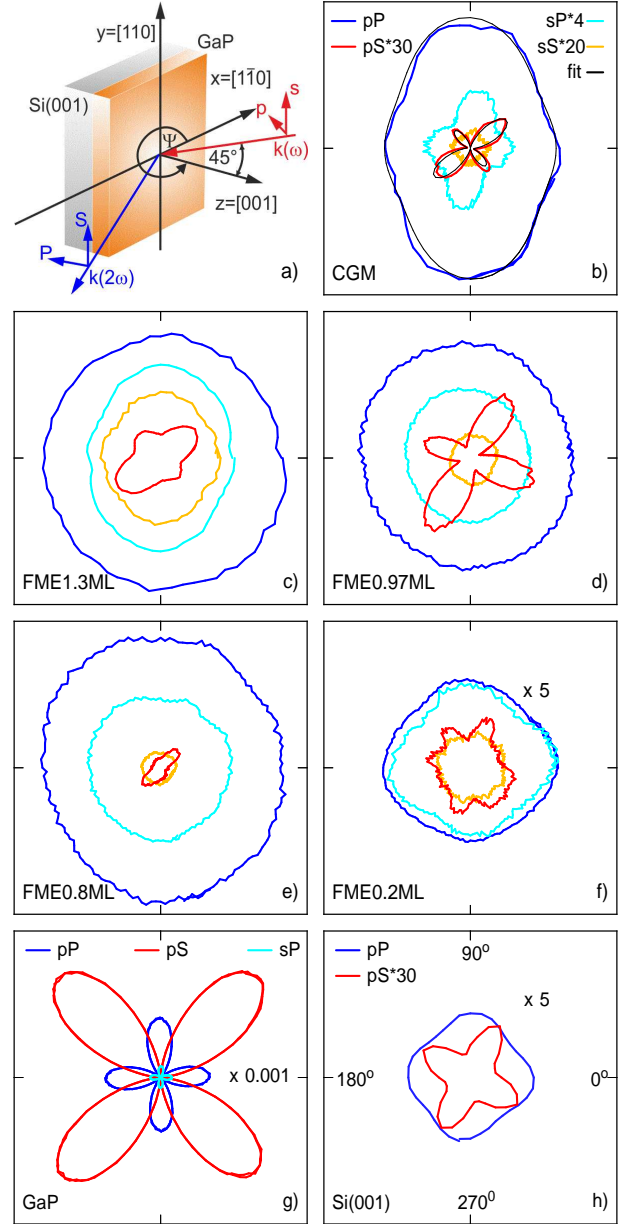 y=[110]
GaP
x=[11̄0]
Si(001)
s
p
Ψ
45°
k(ω)
z=[001]
S
P
k(2ω)
a)
pP
sP*4
pS*30
sS*20
fit
CGM
b)
FME1.3ML
c)
FME0.97ML
d)
FME0.8ML
e)
x 5
FME0.2ML
f)
pP
pS
sP
x 0.001
GaP
g)
pP
pS*30
90°
x 5
180°
0°
Si(001)
270⁰
h)